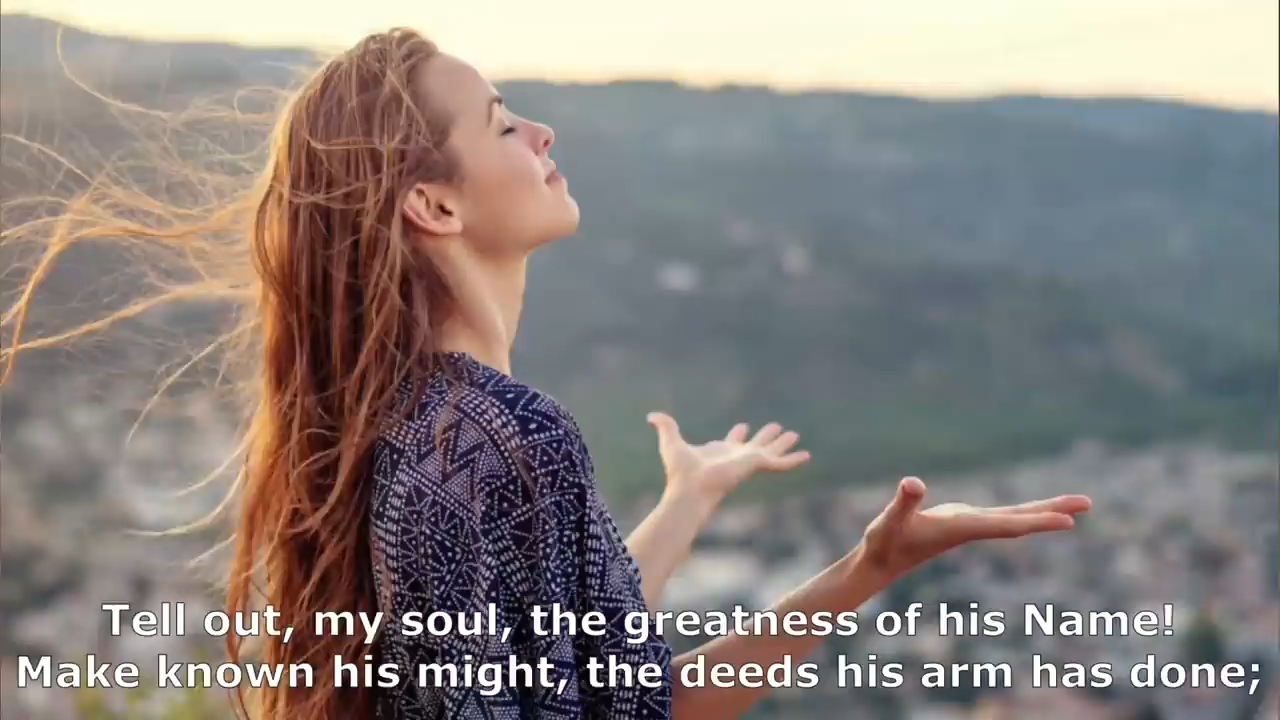 Tell out, my soul, the greatness of his Name!
Make known his might, the deeds his arm has done;